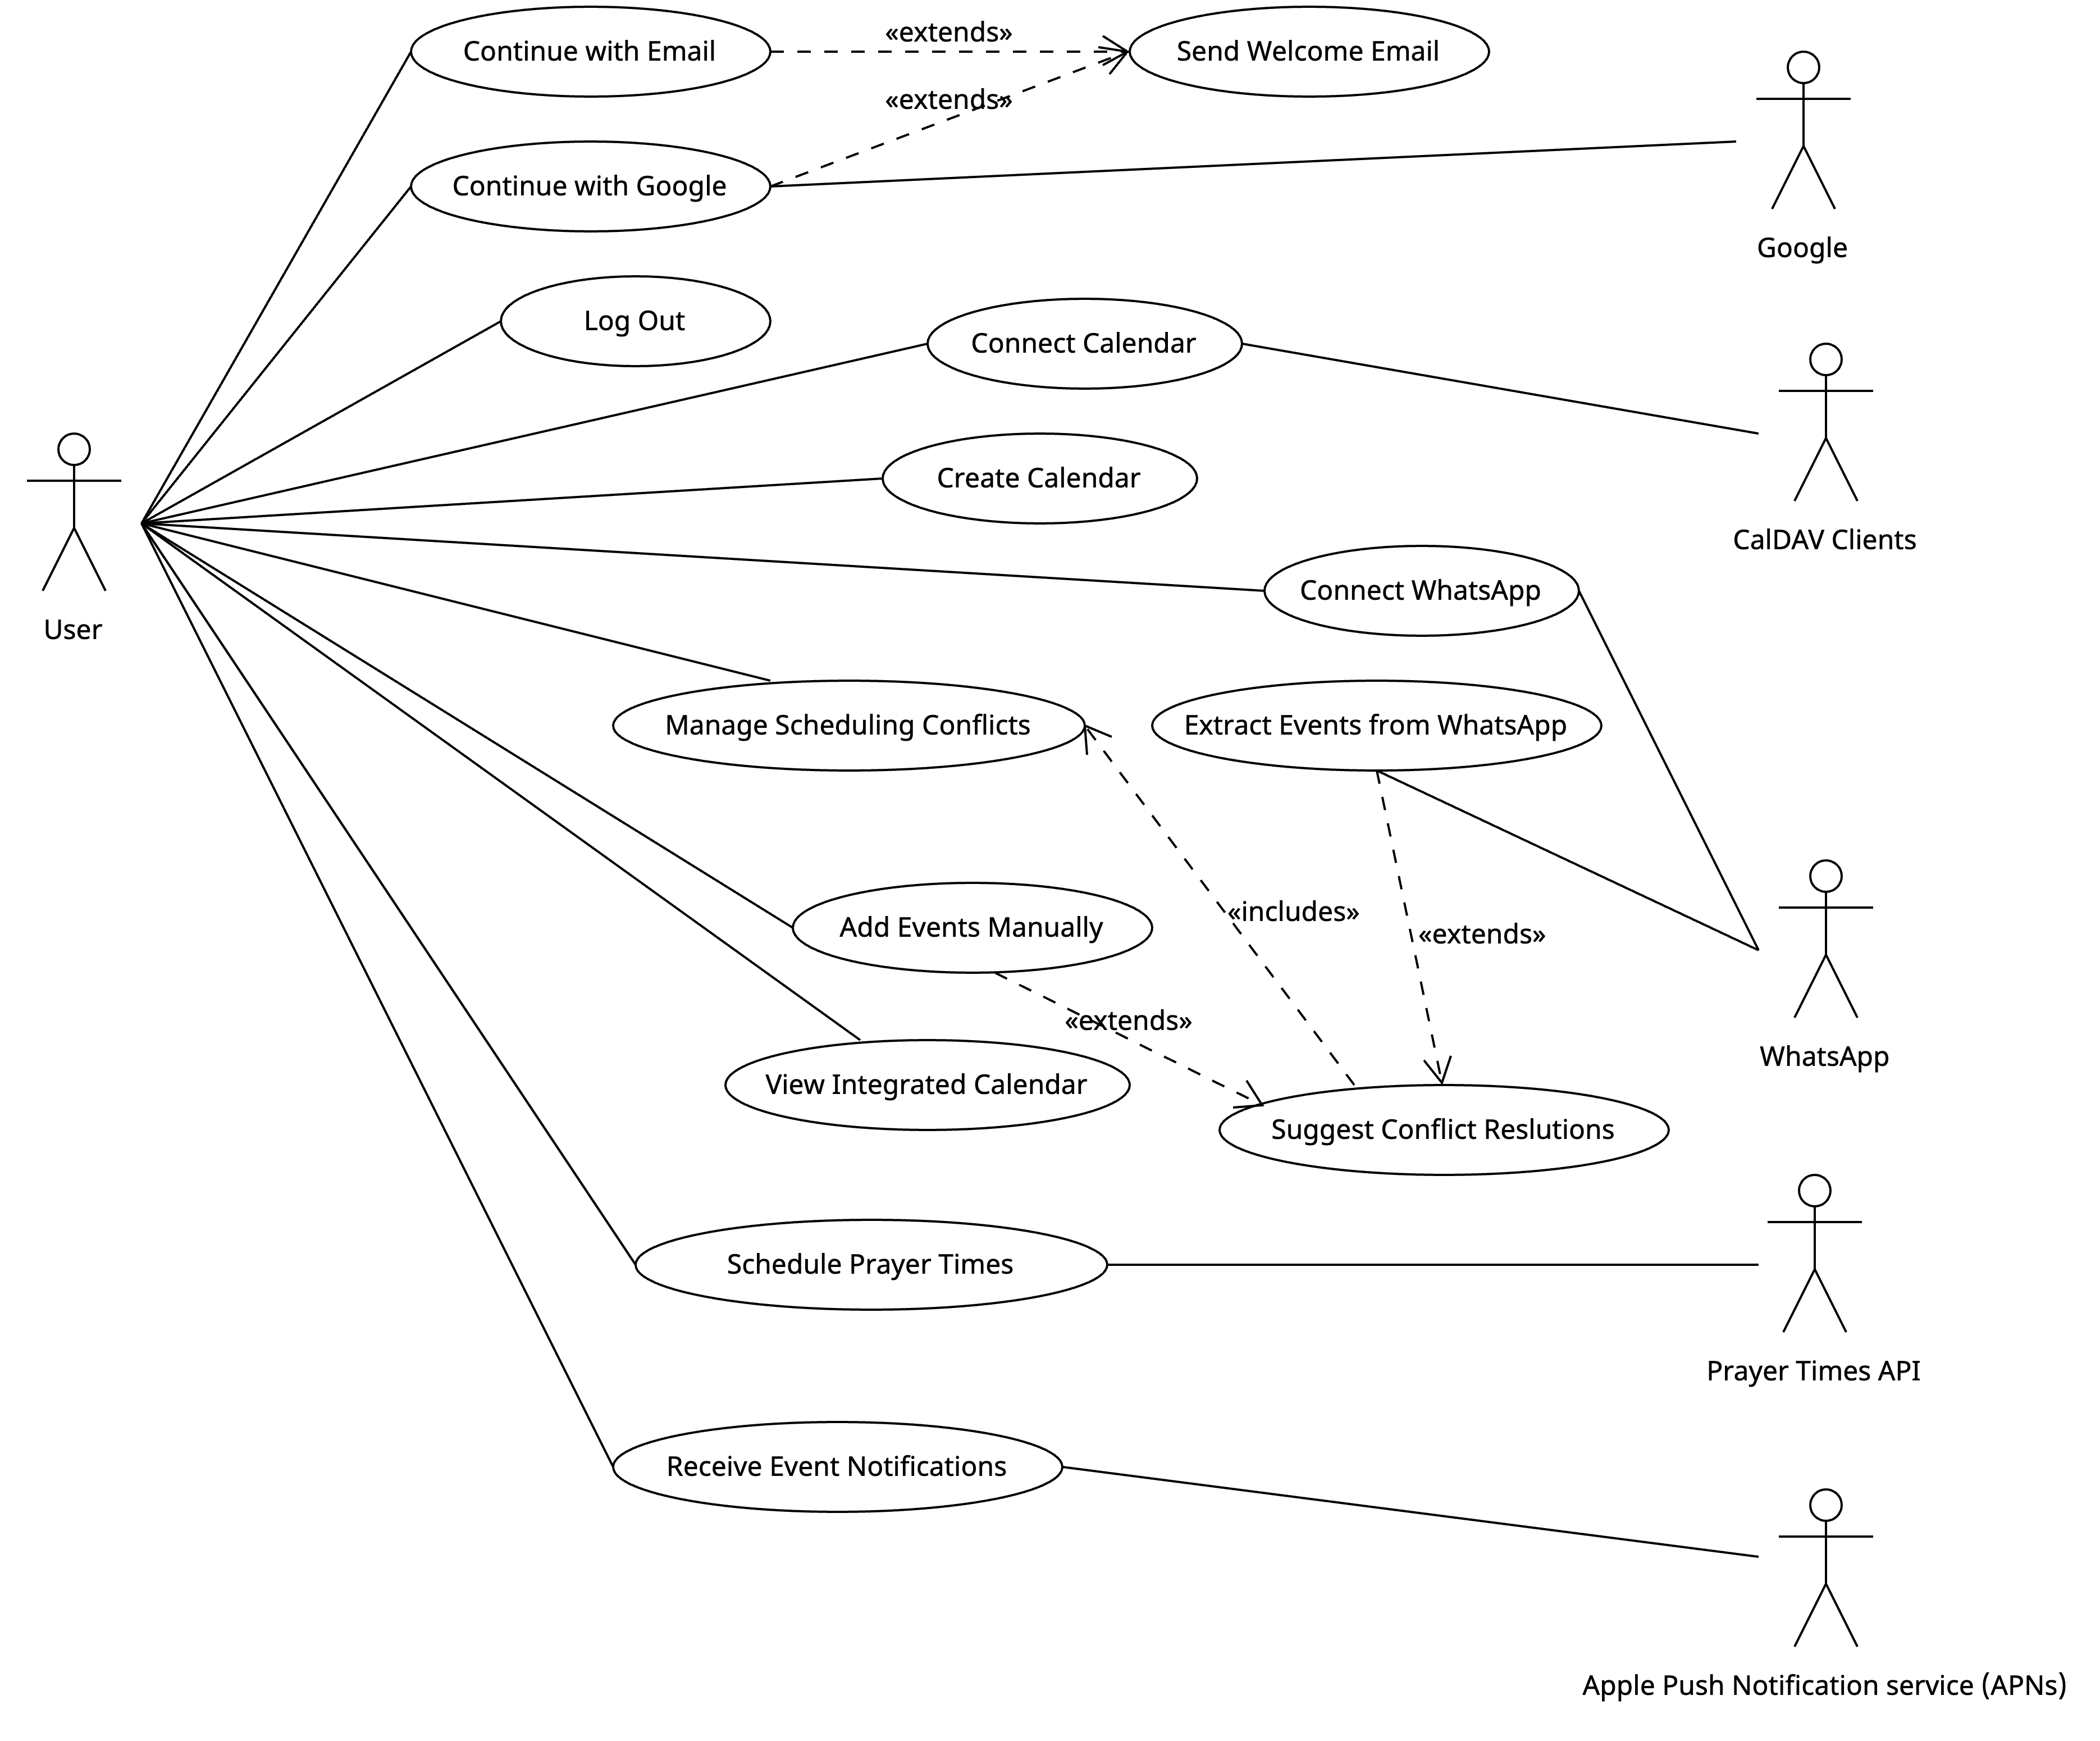 Continue with Email
«extends»
Send Welcome Email
«extends»
Continue with Google
Google
Log Out
Connect Calendar
Create Calendar
CalDAV Clients
Connect WhatsApp
User
Manage Scheduling Conflicts
Extract Events from WhatsApp
«includes»
Add Events Manually
«extends»
«extends»
WhatsApp
View Integrated Calendar
Suggest Conflict Reslutions
Schedule Prayer Times
Prayer Times API
Receive Event Notifications
Apple Push Notification service (APNs)